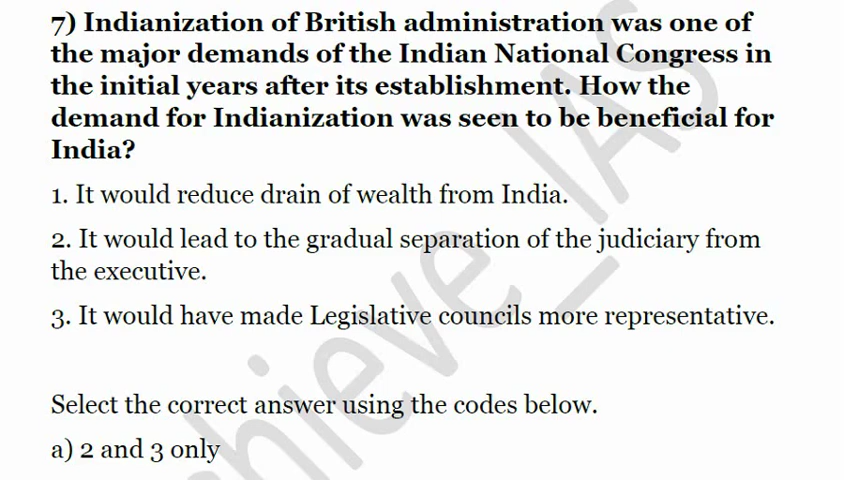 7) Indianization of British administration was one of
the major demands of the Indian National Congress in
the initial years after its establishment. How the
demand for Indianization was seen to be beneficial for
India?
1. It would reduce drain of wealth from India.
2. It would lead to the gradual separation of the judiciary from
the executive.
3. It would have made Legislative councils more representative.
Select the correct answer using the codes below.
a) 2 and 3 only
chieve_IAS